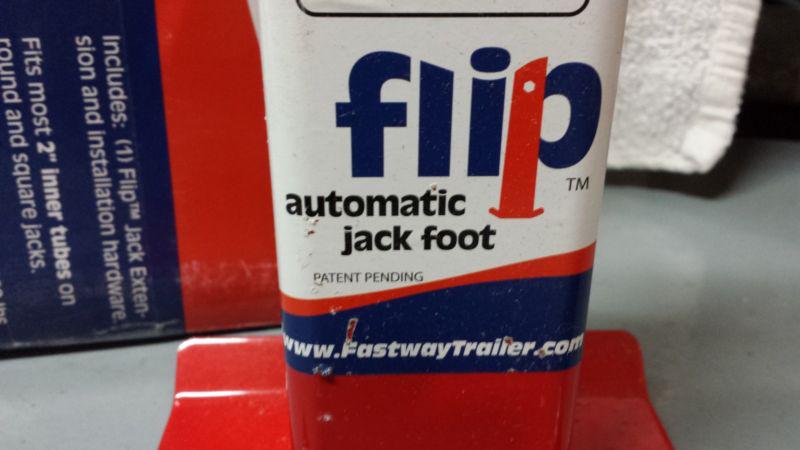 flip
TM
automatic
jack foot
PATENT PENDING
www.FastwayTrailer.com
Includes: (1) Flip™ Jack Exten-
sion and installation hardware.
Fits most 2" inner tubes on
round and square jacks.
lbs